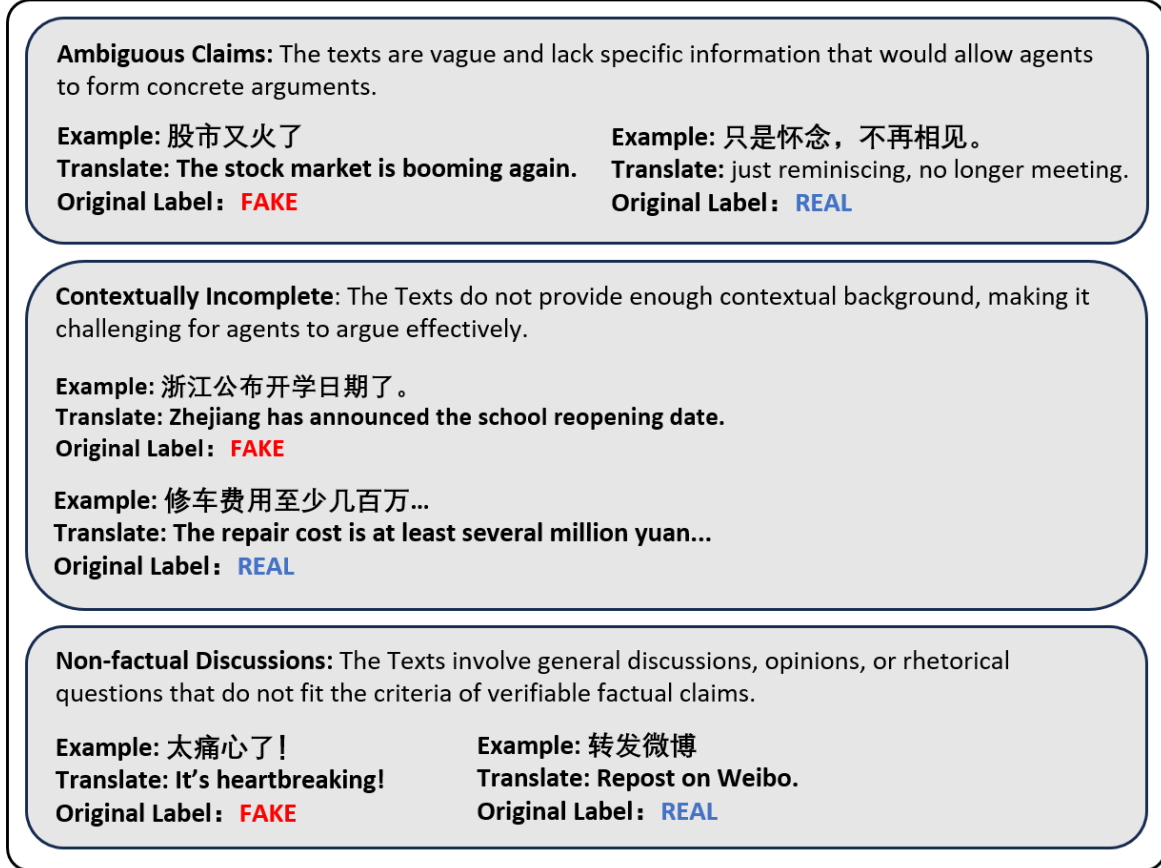 Ambiguous Claims: The texts are vague and lack specific information that would allow agents
to form concrete arguments.
Example: 股市又火了
Translate: The stock market is booming again.
Original Label： FAKE
Example: 只是怀念，不再相见。
Translate: just reminiscing, no longer meeting.
Original Label： REAL
Contextually Incomplete: The Texts do not provide enough contextual background, making it
challenging for agents to argue effectively.
Example: 浙江公布开学日期了。
Translate: Zhejiang has announced the school reopening date.
Original Label： FAKE
Example: 修车费用至少几百万...
Translate: The repair cost is at least several million yuan...
Original Label： REAL
Non-factual Discussions: The Texts involve general discussions, opinions, or rhetorical
questions that do not fit the criteria of verifiable factual claims.
Example: 太痛心了！
Translate: It’s heartbreaking!
Original Label： FAKE
Example: 转发微博
Translate: Repost on Weibo.
Original Label： REAL